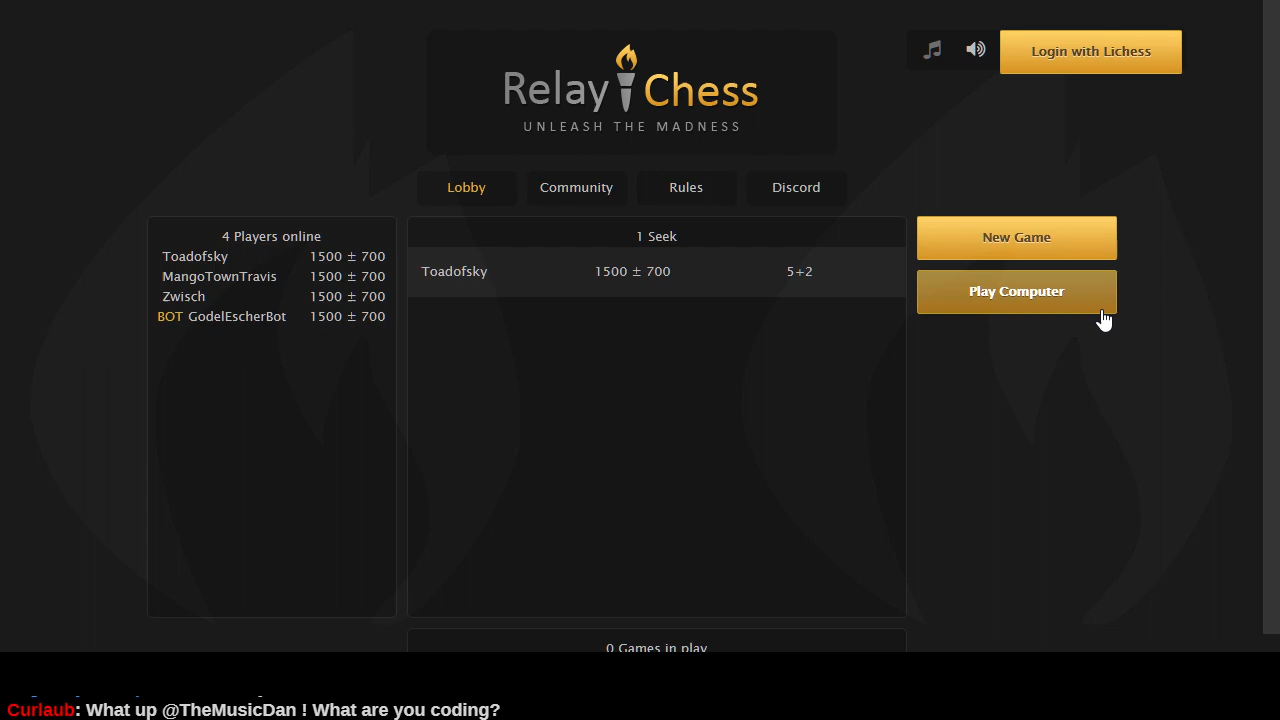 Login with Lichess
Relay Chess
UNLEASH THE MADNESS
Lobby Community Rules Discord
4 Players online
Toadofsky 1500 ± 700
MangoTownTravis 1500 ± 700
Zwisch 1500 ± 700
BOT GodelEscherBot 1500 ± 700
1 Seek
Toadofsky 1500 ± 700 5+2
New Game
Play Computer
0 Games in play
Curlaub: What up @TheMusicDan ! What are you coding?